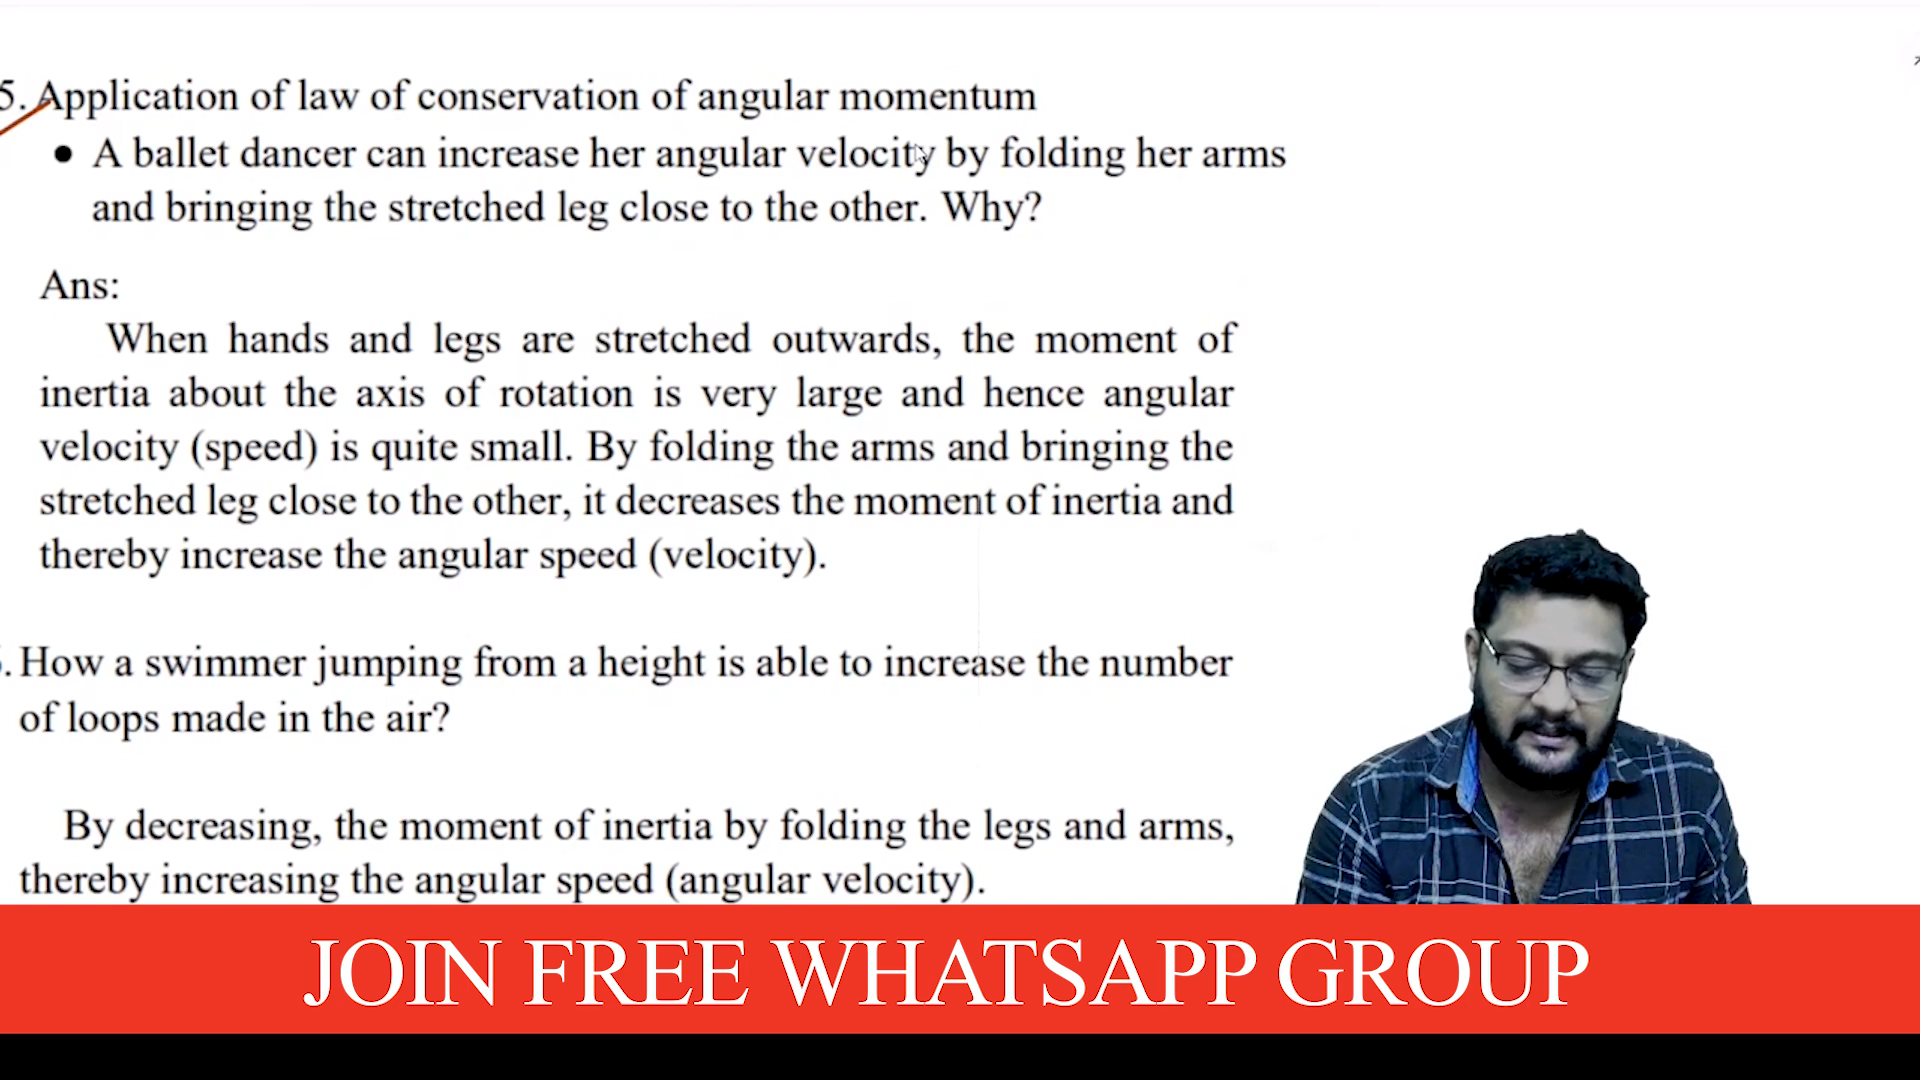 5. Application of law of conservation of angular momentum
• A ballet dancer can increase her angular velocity by folding her arms
and bringing the stretched leg close to the other. Why?
Ans:
When hands and legs are stretched outwards, the moment of
inertia about the axis of rotation is very large and hence angular
velocity (speed) is quite small. By folding the arms and bringing the
stretched leg close to the other, it decreases the moment of inertia and
thereby increase the angular speed (velocity).
. How a swimmer jumping from a height is able to increase the number
of loops made in the air?
By decreasing, the moment of inertia by folding the legs and arms,
thereby increasing the angular speed (angular velocity).
JOIN FREE WHATSAPP GROUP